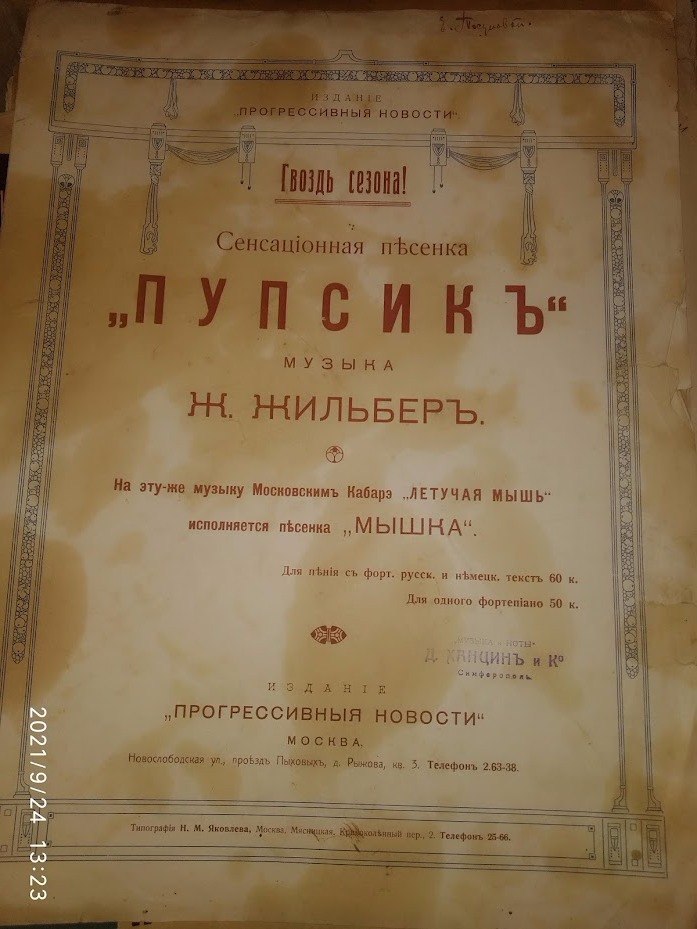 ИЗДАНІЕ
„ПРОГРЕССИВНЫЯ НОВОСТИ“.
Гвоздь сезона!
Сенсаціонная пѣсенка
„ПУПСИКЪ“
МУЗЫКА
Ж. ЖИЛЬБЕРЪ.
На эту-же музыку Московскимъ Кабарэ „ЛЕТУЧАЯ МЫШЬ“
исполняется пѣсенка „МЫШКА“.
Для пѣнія съ форт. русск. и нѣмецк. текстъ 60 к.
Для одного фортепіано 50 к.
МУЗЫКА и НОТЫ
Д. ХАНЦИНЪ и Ко
Симферополь.
ИЗДАНІЕ
„ПРОГРЕССИВНЫЯ НОВОСТИ“
МОСКВА.
Новослободская ул., проѣздъ Пыховыхъ, д. Рыжова, кв. 3. Телефонъ 2.63-38.
Типографія Н. М. Яковлева, Москва, Мясницкая, Кривоколѣнный пер., 2. Телефонъ 25-66.
2021/9/24 13:23